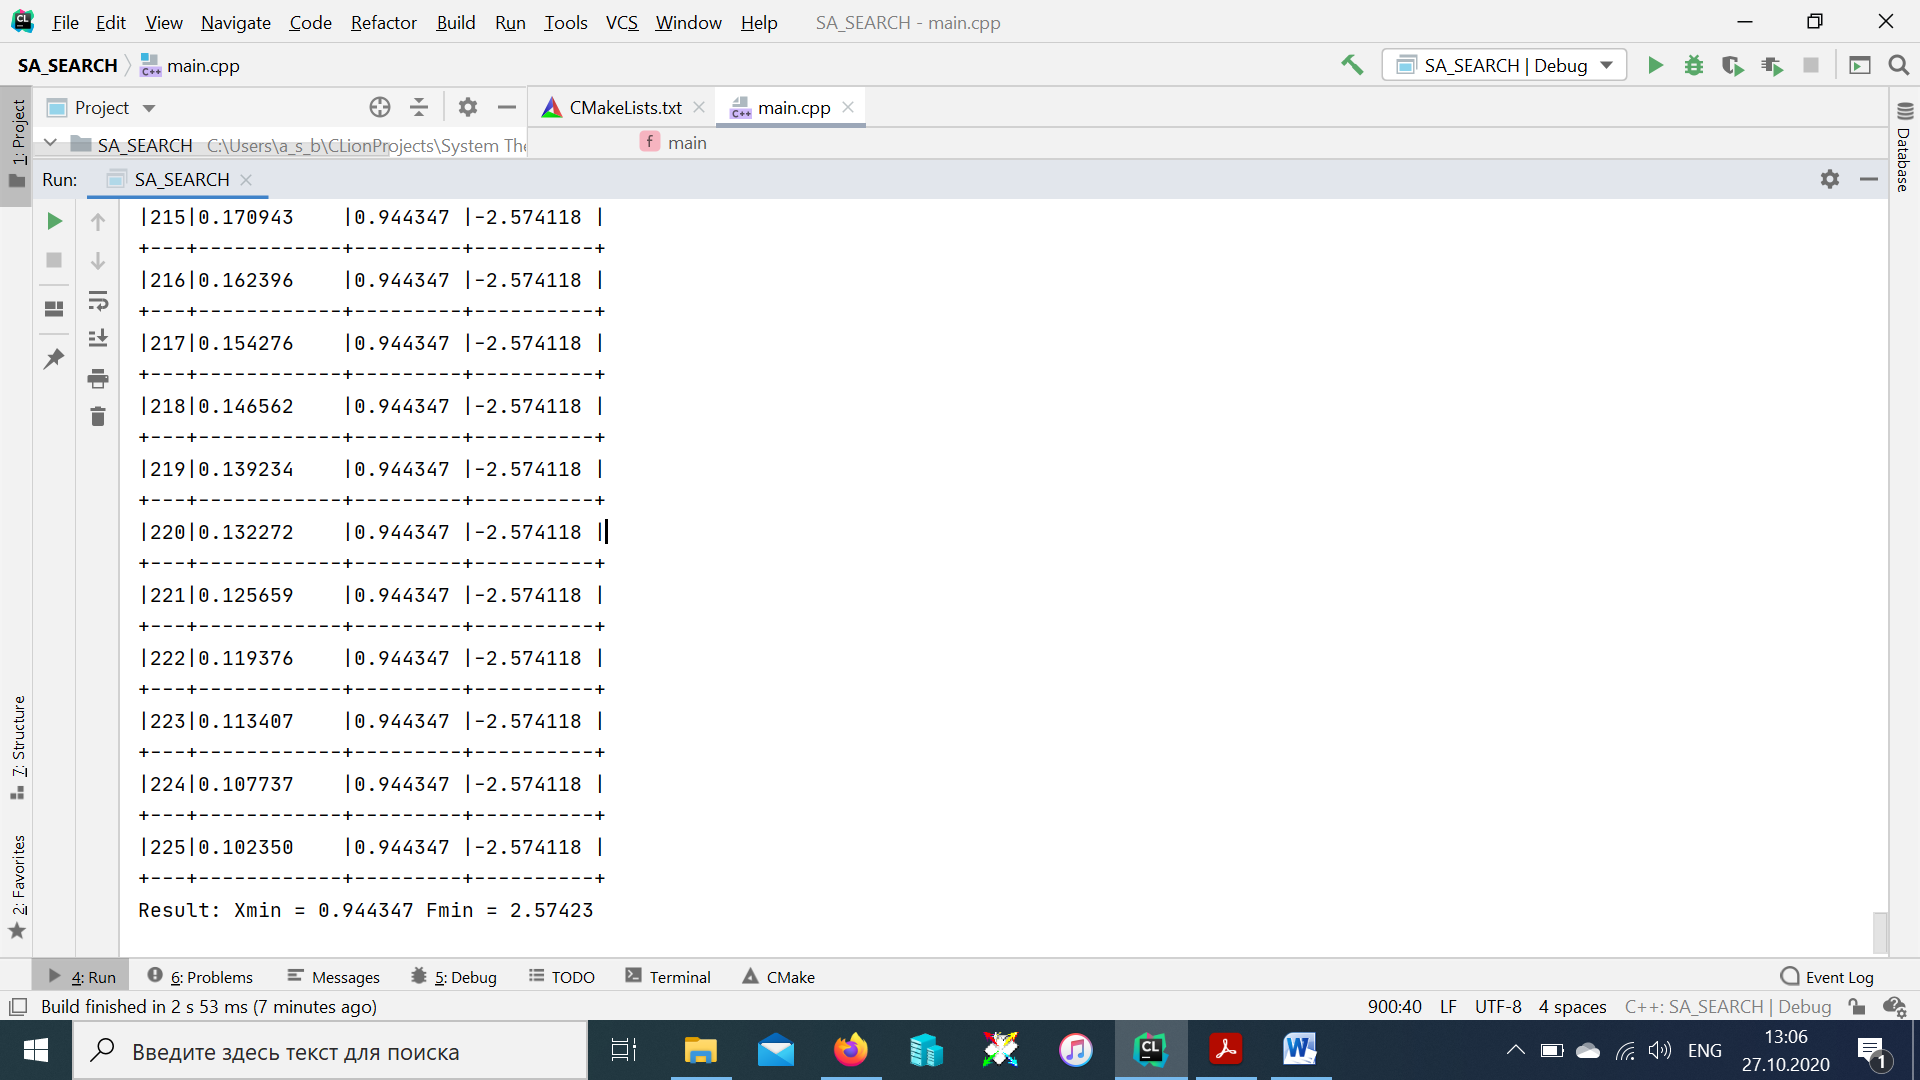 File Edit View Navigate Code Refactor Build Run Tools VCS Window Help SA_SEARCH - main.cpp
SA_SEARCH main.cpp SA_SEARCH | Debug
1: Project
Project CMakeLists.txt main.cpp
SA_SEARCH C:\Users\a_s_b\CLionProjects\System The
f main
Database
Run: SA_SEARCH
|215|0.170943    |0.944347 |-2.574118 |
+---+------------+---------+----------+
|216|0.162396    |0.944347 |-2.574118 |
+---+------------+---------+----------+
|217|0.154276    |0.944347 |-2.574118 |
+---+------------+---------+----------+
|218|0.146562    |0.944347 |-2.574118 |
+---+------------+---------+----------+
|219|0.139234    |0.944347 |-2.574118 |
+---+------------+---------+----------+
|220|0.132272    |0.944347 |-2.574118 |
+---+------------+---------+----------+
|221|0.125659    |0.944347 |-2.574118 |
+---+------------+---------+----------+
|222|0.119376    |0.944347 |-2.574118 |
+---+------------+---------+----------+
|223|0.113407    |0.944347 |-2.574118 |
+---+------------+---------+----------+
|224|0.107737    |0.944347 |-2.574118 |
+---+------------+---------+----------+
|225|0.102350    |0.944347 |-2.574118 |
+---+------------+---------+----------+
Result: Xmin = 0.944347 Fmin = 2.57423
7: Structure
2: Favorites
4: Run 6: Problems Messages 5: Debug TODO Terminal CMake Event Log
Build finished in 2 s 53 ms (7 minutes ago) 900:40 LF UTF-8 4 spaces C++: SA_SEARCH | Debug
Введите здесь текст для поиска
ENG
13:06
27.10.2020
1